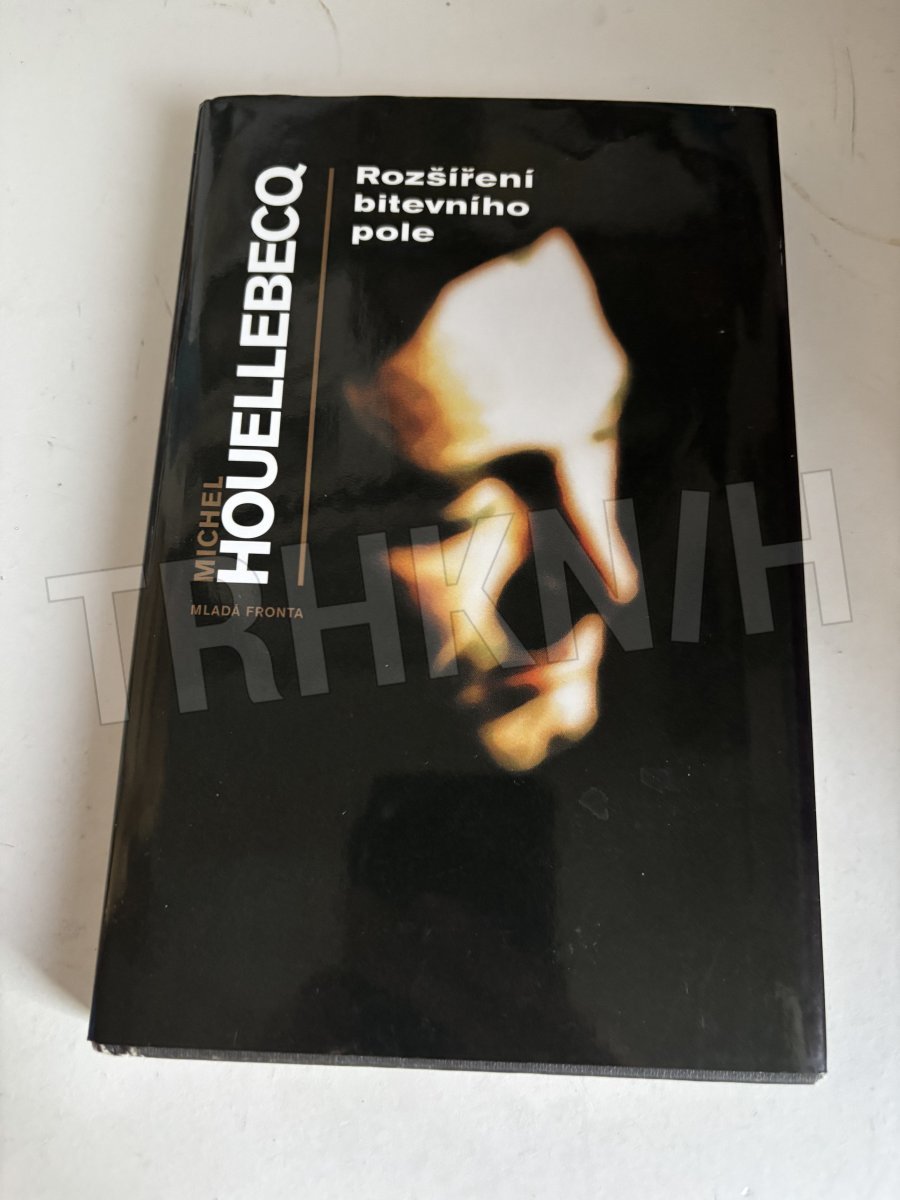 Rozšíření
bitevního
pole
MICHEL
HOUELLEBECQ
MLADÁ FRONTA
TRHKNIH